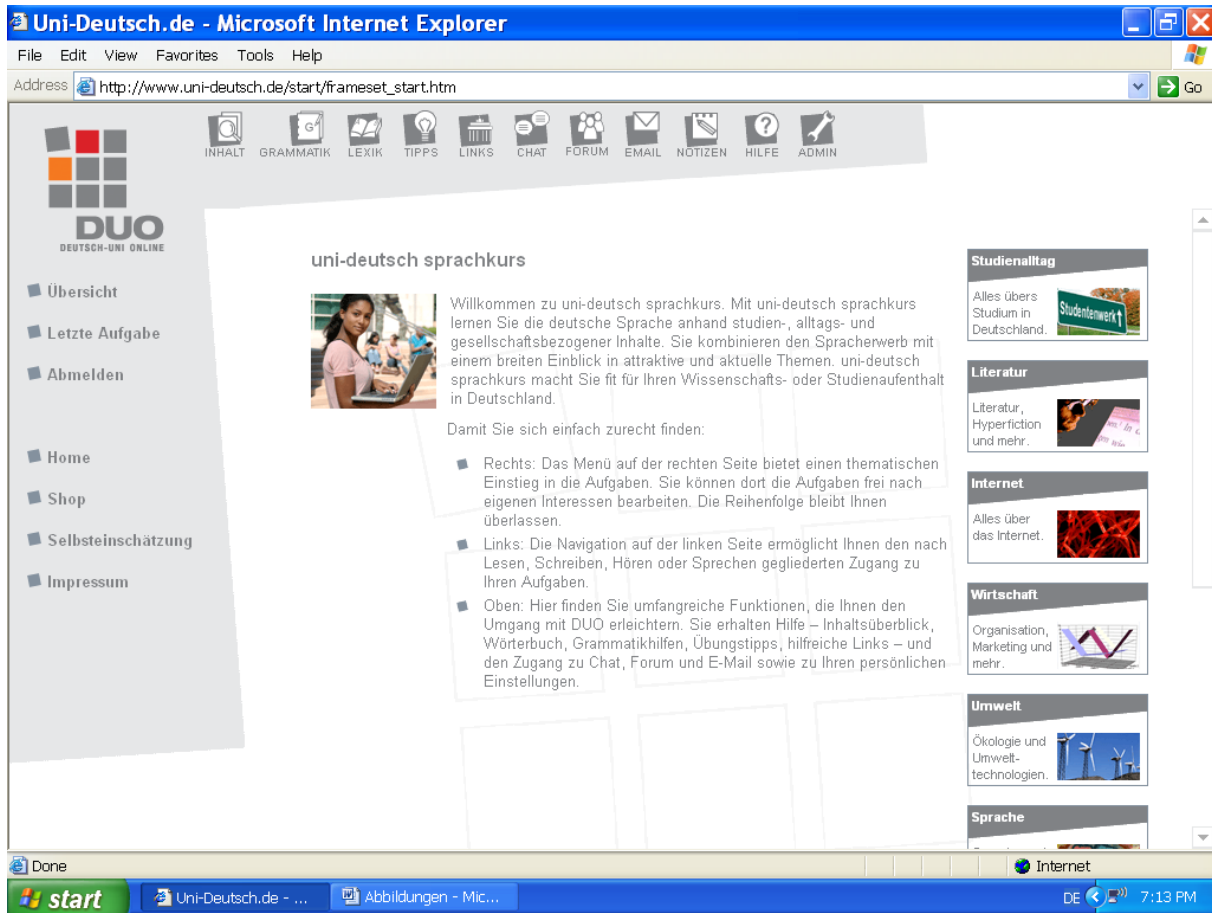 Uni-Deutsch.de - Microsoft Internet Explorer
File Edit View Favorites Tools Help
Address http://www.uni-deutsch.de/start/frameset_start.htm Go
INHALT GRAMMATIK LEXIK TIPPS LINKS CHAT FORUM EMAIL NOTIZEN HILFE ADMIN
DUO
DEUTSCH-UNI ONLINE
Übersicht
Letzte Aufgabe
Abmelden
Home
Shop
Selbsteinschätzung
Impressum
uni-deutsch sprachkurs
Willkommen zu uni-deutsch sprachkurs. Mit uni-deutsch sprachkurs
lernen Sie die deutsche Sprache anhand studien-, alltags- und
gesellschaftsbezogener Inhalte. Sie kombinieren den Spracherwerb mit
einem breiten Einblick in attraktive und aktuelle Themen. uni-deutsch
sprachkurs macht Sie fit für Ihren Wissenschafts- oder Studienaufenthalt
in Deutschland.
Damit Sie sich einfach zurecht finden:
Rechts: Das Menü auf der rechten Seite bietet einen thematischen
Einstieg in die Aufgaben. Sie können dort die Aufgaben frei nach
eigenen Interessen bearbeiten. Die Reihenfolge bleibt Ihnen
überlassen.
Links: Die Navigation auf der linken Seite ermöglicht Ihnen den nach
Lesen, Schreiben, Hören oder Sprechen gegliederten Zugang zu
Ihren Aufgaben.
Oben: Hier finden Sie umfangreiche Funktionen, die Ihnen den
Umgang mit DUO erleichtern. Sie erhalten Hilfe – Inhaltsüberblick,
Wörterbuch, Grammatikhilfen, Übungstipps, hilfreiche Links – und
den Zugang zu Chat, Forum und E-Mail sowie zu Ihren persönlichen
Einstellungen.
Studienalltag
Alles übers
Studium in
Deutschland.
Studentenwerk
Literatur
Literatur,
Hyperfiction
und mehr.
Internet
Alles über
das Internet.
Wirtschaft
Organisation,
Marketing und
mehr.
Umwelt
Ökologie und
Umwelt-
technologien.
Sprache
Done
Internet
start
Uni-Deutsch.de - ...
Abbildungen - Mic...
DE
7:13 PM